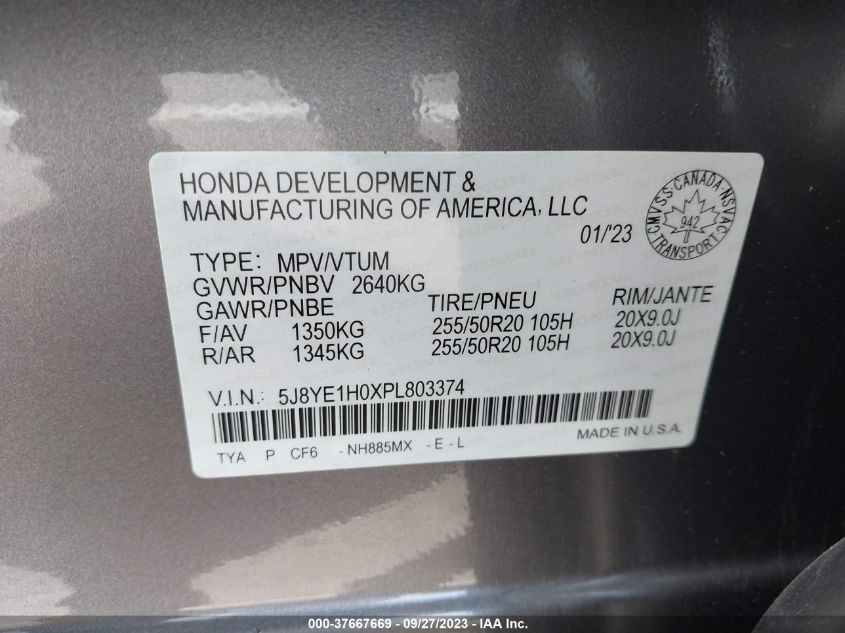 HONDA DEVELOPMENT &
MANUFACTURING OF AMERICA, LLC
01/'23
CMVSS·CANADA·NSVAC
942
TRANSPORT
TYPE: MPV/VTUM
GVWR/PNBV 2640KG
GAWR/PNBE TIRE/PNEU RIM/JANTE
F/AV 1350KG 255/50R20 105H 20X9.0J
R/AR 1345KG 255/50R20 105H 20X9.0J
V.I.N.: 5J8YE1H0XPL803374
MADE IN U.S.A.
TYA P CF6 -NH885MX -E-L
000-37667669 // 09/27/2023 - IAA Inc.